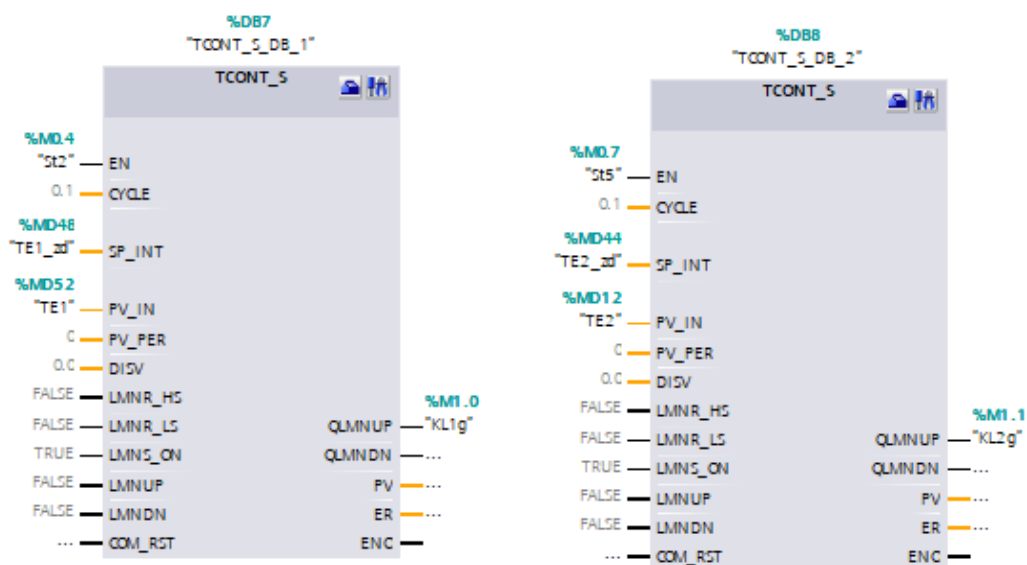 %DB7
"TCONT_S_DB_1"
TCONT_S
%M0.4
"St2"
EN
0.1
CYCLE
%MD48
"TE1_zd"
SP_INT
%MD52
"TE1"
PV_IN
0
PV_PER
0.0
DISV
FALSE
LMNR_HS
%M1.0
FALSE
LMNR_LS
QLMNUP
"KL1g"
TRUE
LMNS_ON
QLMNDN
...
FALSE
LMNUP
PV
...
FALSE
LMNDN
ER
...
...
COM_RST
ENO
%DB8
"TCONT_S_DB_2"
TCONT_S
%M0.7
"St5"
EN
0.1
CYCLE
%MD44
"TE2_zd"
SP_INT
%MD12
"TE2"
PV_IN
0
PV_PER
0.0
DISV
FALSE
LMNR_HS
%M1.1
FALSE
LMNR_LS
QLMNUP
"KL2g"
TRUE
LMNS_ON
QLMNDN
...
FALSE
LMNUP
PV
...
FALSE
LMNDN
ER
...
...
COM_RST
ENO